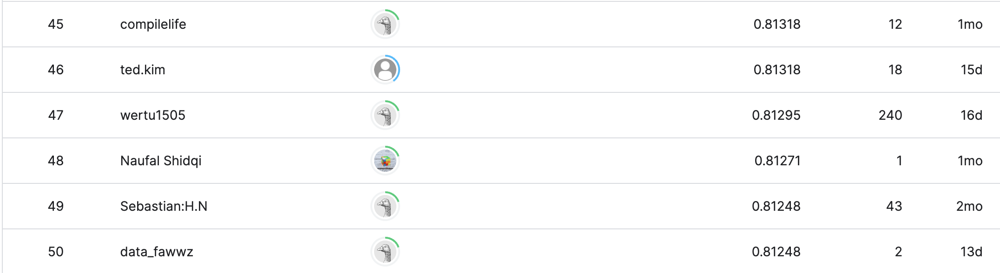 45 compilelife 0.81318 12 1mo
46 ted.kim 0.81318 18 15d
47 wertu1505 0.81295 240 16d
48 Naufal Shidqi 0.81271 1 1mo
49 Sebastian:H.N 0.81248 43 2mo
50 data_fawwz 0.81248 2 13d